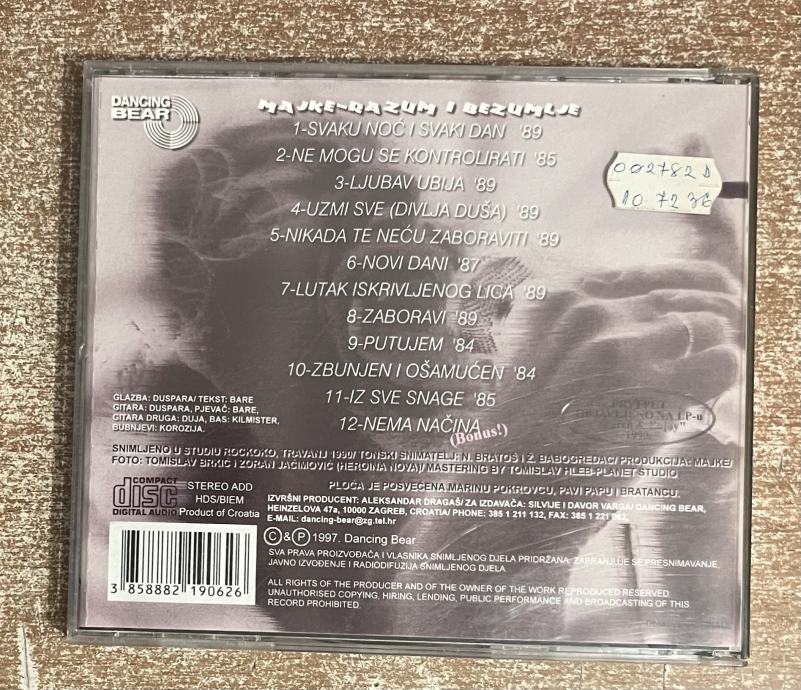 DANCING
BEAR
MAJKE-RAZUM I BEZUMLJE
1-SVAKU NOĆ I SVAKI DAN '89
2-NE MOGU SE KONTROLIRATI '85
3-LJUBAV UBIJA '89
4-UZMI SVE (DIVLJA DUŠA) '89
5-NIKADA TE NEĆU ZABORAVITI '89
6-NOVI DANI '87
7-LUTAK ISKRIVLJENOG LICA '89
8-ZABORAVI '89
9-PUTUJEM '84
10-ZBUNJEN I OŠAMUĆEN '84
11-IZ SVE SNAGE '85
12-NEMA NAČINA
(Bonus!)
002782
10 72
PRVI PUT
OBJAVLJENO NA LP-u
1990
GLAZBA: DUSPARA/ TEKST: BARE
GITARA: DUSPARA, PJEVAČ: BARE,
GITARA DRUGA: DUJA, BAS: KILMISTER,
BUBNJEVI: KOROZIJA.
SNIMLJENO U STUDIU ROCKOKO, TRAVANJ 1990/ TONSKI SNIMATELJ: N. BRATOŠ I Ž. BABOGREDAC/ PRODUKCIJA: MAJKE/
FOTO: TOMISLAV BRKIĆ I ZORAN JAĆIMOVIĆ (HEROINA NOVA)/ MASTERING BY TOMISLAV HLEB-PLANET STUDIO
PLOČA JE POSVEĆENA MARINU POKROVCU, PAVI PAPU I BRATANCU.
COMPACT
disc
DIGITAL AUDIO
STEREO ADD
HDS/BIEM
Product of Croatia
IZVRŠNI PRODUCENT: ALEKSANDAR DRAGAŠ/ ZA IZDAVAČA: SILVIJE I DAVOR VARGA/ DANCING BEAR,
HEINZELOVA 47a, 10000 ZAGREB, CROATIA/ PHONE: 385 1 211 132, FAX: 385 1
E-MAIL: dancing-bear@zg.tel.hr
©&℗ 1997. Dancing Bear
SVA PRAVA PROIZVOĐAČA I VLASNIKA SNIMLJENOG DJELA PRIDRŽANA. ZABRANJUJE SE PRESNIMAVANJE,
JAVNO IZVOĐENJE I RADIODIFUZIJA SNIMLJENOG DJELA.
ALL RIGHTS OF THE PRODUCER AND OF THE OWNER OF THE WORK REPRODUCED RESERVED.
UNAUTHORISED COPYING, HIRING, LENDING, PUBLIC PERFORMANCE AND BROADCASTING OF THIS
RECORD PROHIBITED.
3 858882 190626